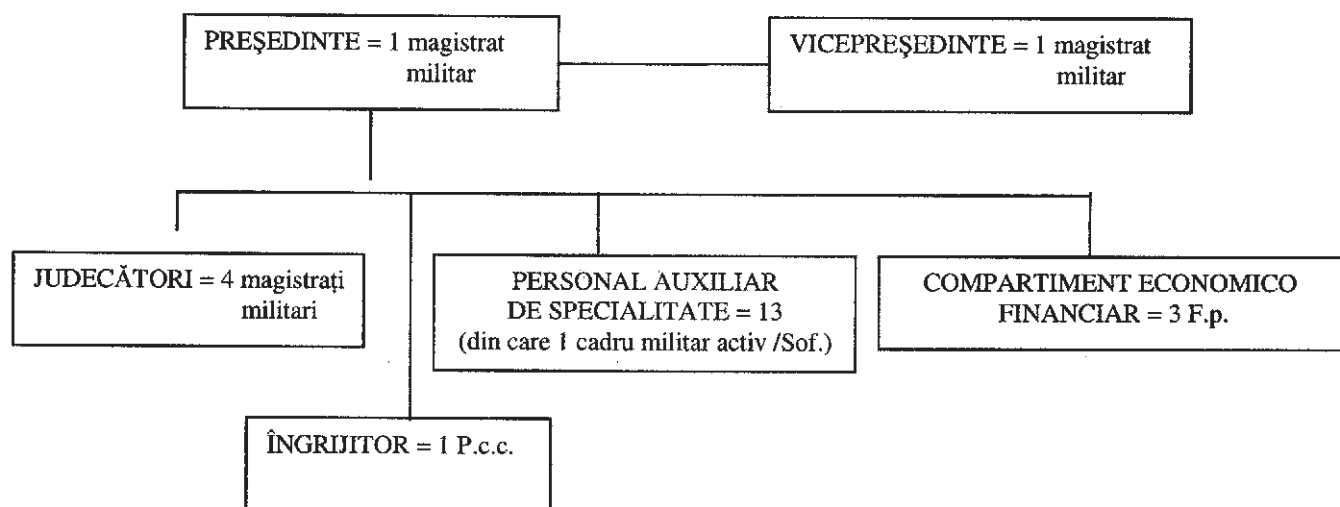 PREŞEDINTE = 1 magistrat
militar
VICEPREŞEDINTE = 1 magistrat
militar
JUDECĂTORI = 4 magistraţi
militari
PERSONAL AUXILIAR
DE SPECIALITATE = 13
(din care 1 cadru militar activ /Sof.)
COMPARTIMENT ECONOMICO
FINANCIAR = 3 F.p.
ÎNGRIJITOR = 1 P.c.c.